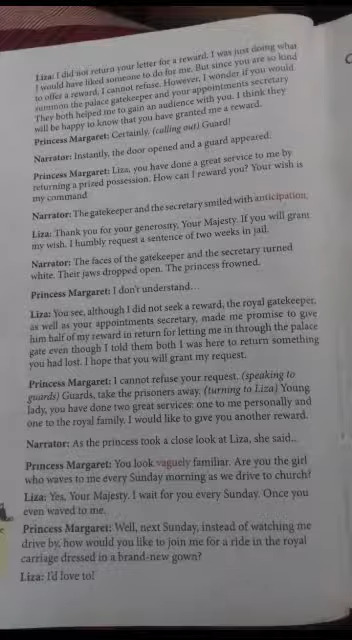 Liza: I did not return your letter for a reward. I was just doing what
I would have liked someone to do for me. But since you are so kind
to offer a reward, I cannot refuse. However, I wonder if you would
summon the palace gatekeeper and your appointments secretary
They both helped me to gain an audience with you. I think they
will be happy to know that you have granted me a reward.
Princess Margaret: Certainly. (calling out) Guard!
Narrator: Instantly, the door opened and a guard appeared.
Princess Margaret: Liza, you have done a great service to me by
returning a prized possession. How can I reward you? Your wish is
my command.
Narrator: The gatekeeper and the secretary smiled with anticipation.
Liza: Thank you for your generosity, Your Majesty. If you will grant
my wish, I humbly request a sentence of two weeks in jail.
Narrator: The faces of the gatekeeper and the secretary turned
white. Their jaws dropped open. The princess frowned.
Princess Margaret: I don't understand...
Liza: You see, although I did not seek a reward, the royal gatekeeper,
as well as your appointments secretary, made me promise to give
him half of my reward in return for letting me in through the palace
gate even though I told them both I was here to return something
you had lost. I hope that you will grant my request.
Princess Margaret: I cannot refuse your request. (speaking to
guards) Guards, take the prisoners away. (turning to Liza) Young
lady, you have done two great services: one to me personally and
one to the royal family. I would like to give you another reward.
Narrator: As the princess took a close look at Liza, she said...
Princess Margaret: You look vaguely familiar. Are you the girl
who waves to me every Sunday morning as we drive to church?
Liza: Yes, Your Majesty. I wait for you every Sunday. Once you
even waved to me.
Princess Margaret: Well, next Sunday, instead of watching me
drive by, how would you like to join me for a ride in the royal
carriage dressed in a brand-new gown?
Liza: I'd love to!